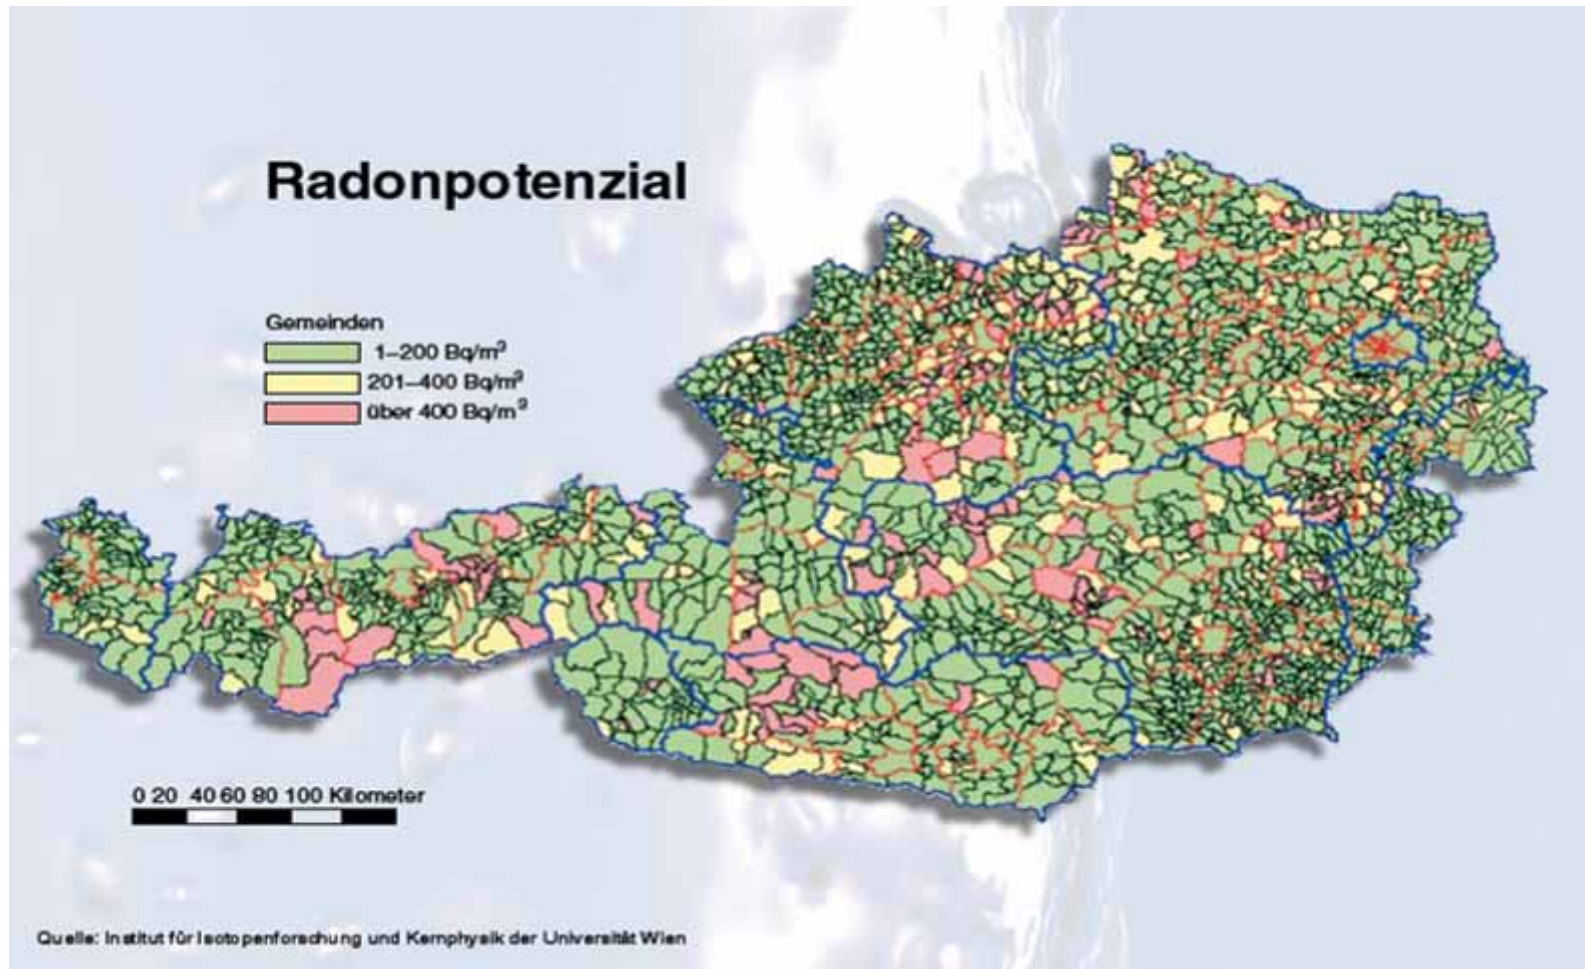 Radonpotenzial
Gemeinden
1–200 Bq/m³
201–400 Bq/m³
über 400 Bq/m³
0 20 40 60 80 100 Kilometer
Quelle: Institut für Isotopenforschung und Kernphysik der Universität Wien